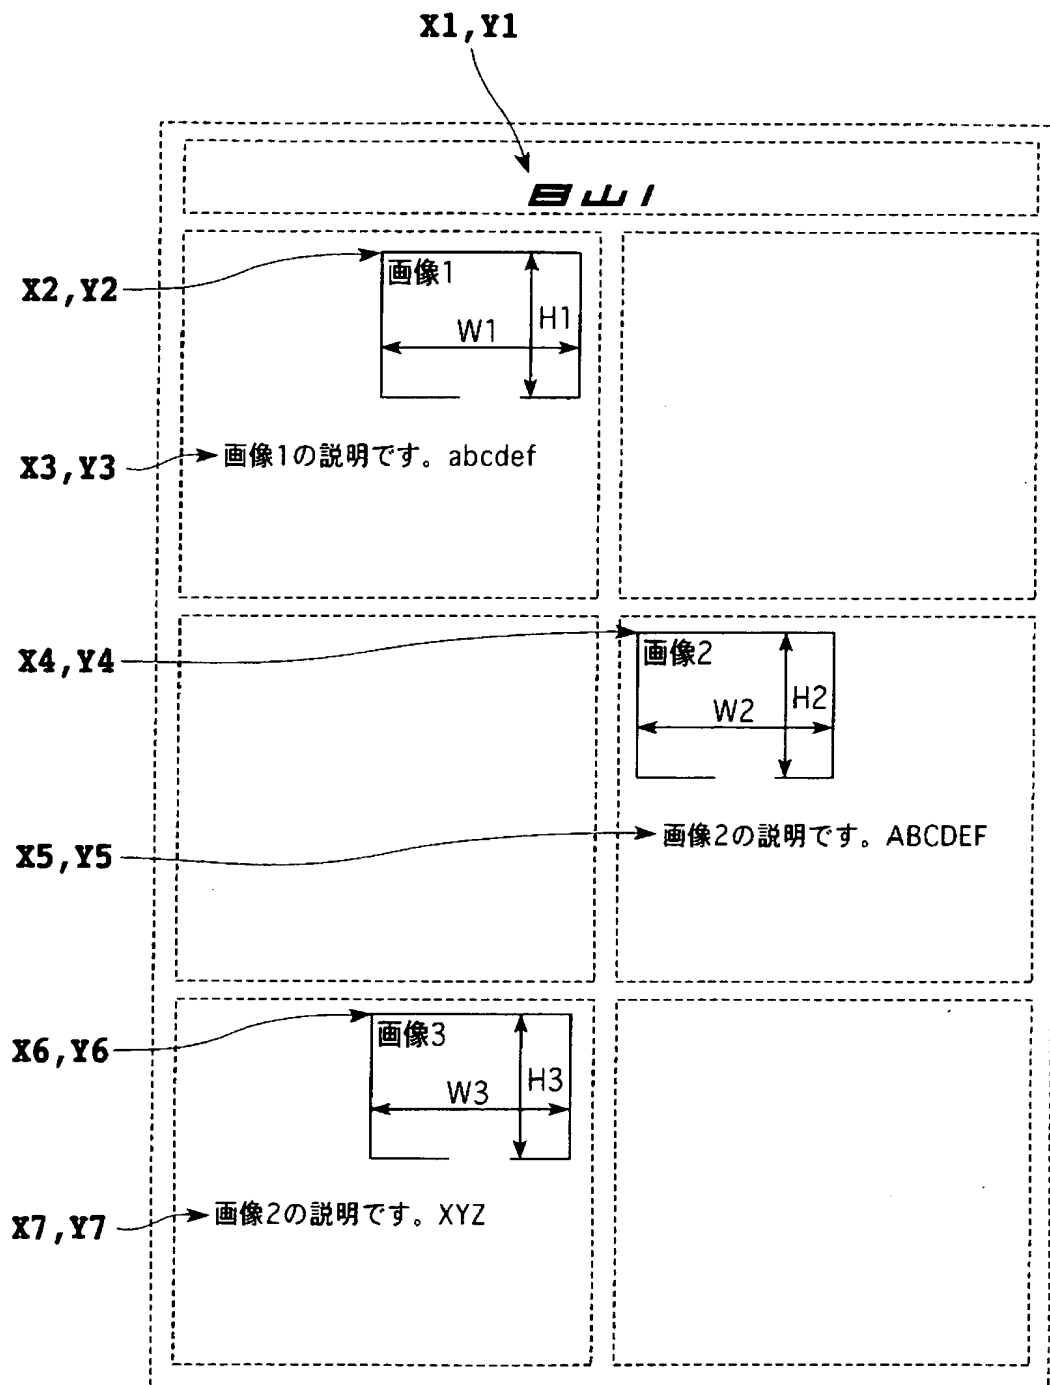 X1,Y1
BWI
X2,Y2
画像1
W1
H1
X3,Y3
画像1の説明です。abcdef
X4,Y4
画像2
W2
H2
X5,Y5
画像2の説明です。ABCDEF
X6,Y6
画像3
W3
H3
X7,Y7
画像2の説明です。XYZ